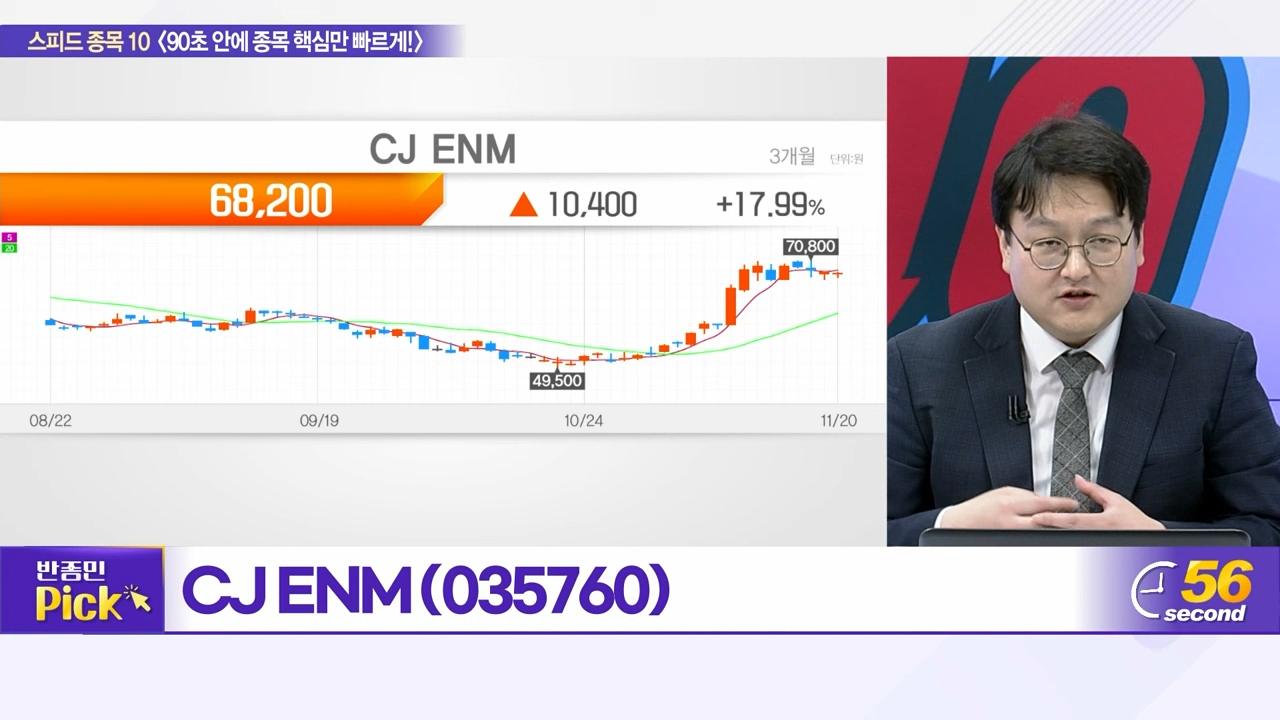 스피드 종목 10 〈90초 안에 종목 핵심만 빠르게!〉
CJ ENM
3개월 단위:원
68,200 ▲ 10,400 +17.99%
5
20
70,800
49,500
08/22 09/19 10/24 11/20
반종민
Pick
CJ ENM (035760)
56
second